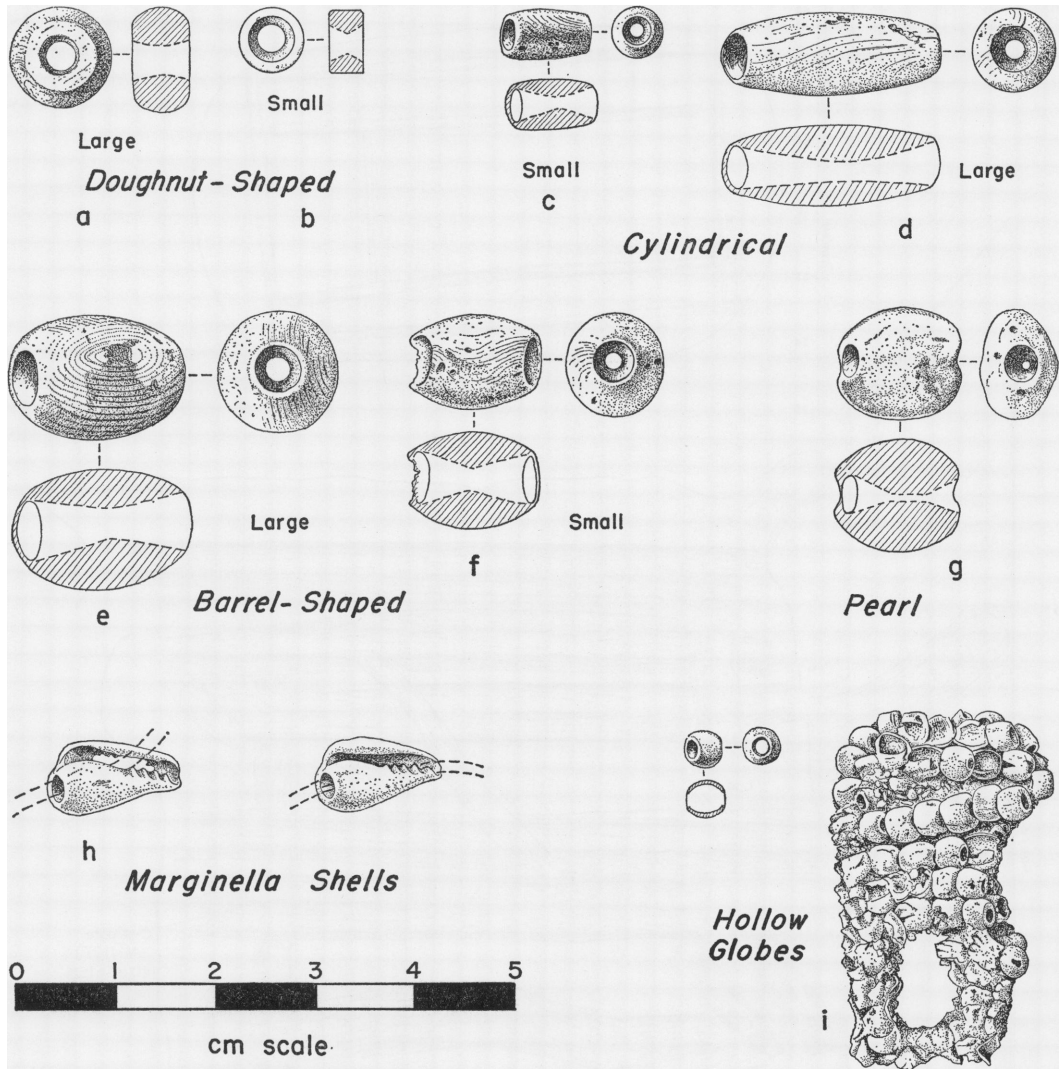 Large
Small
Doughnut-Shaped
a
b
Small
c
Large
d
Cylindrical
Large
Small
e
f
Barrel-Shaped
g
Pearl
h
Marginella Shells
Hollow
Globes
i
0 1 2 3 4 5
cm scale